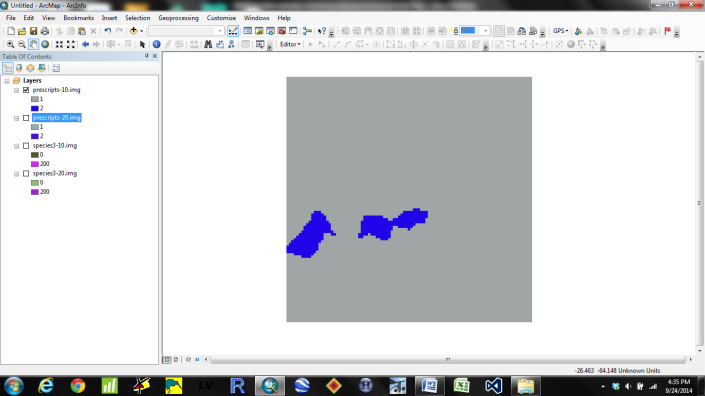 Untitled - ArcMap - ArcInfo
File Edit View Bookmarks Insert Selection Geoprocessing Customize Windows Help
GPS
Editor
Table Of Contents
Layers
prescripts-10.img
1
2
prescripts-20.img
1
2
species3-10.img
0
200
species3-20.img
0
200
-26.463 -64.148 Unknown Units
LV
R
4:35 PM
9/24/2014